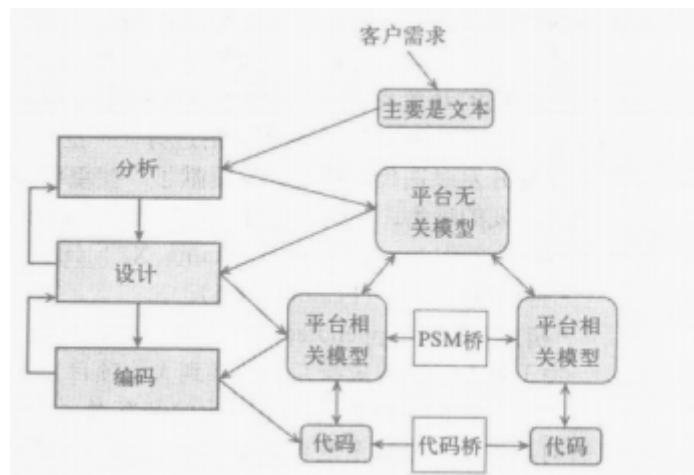 客户需求
主要是文本
分析
平台无
关模型
设计
平台相
关模型
PSM桥
平台相
关模型
编码
代码
代码桥
代码